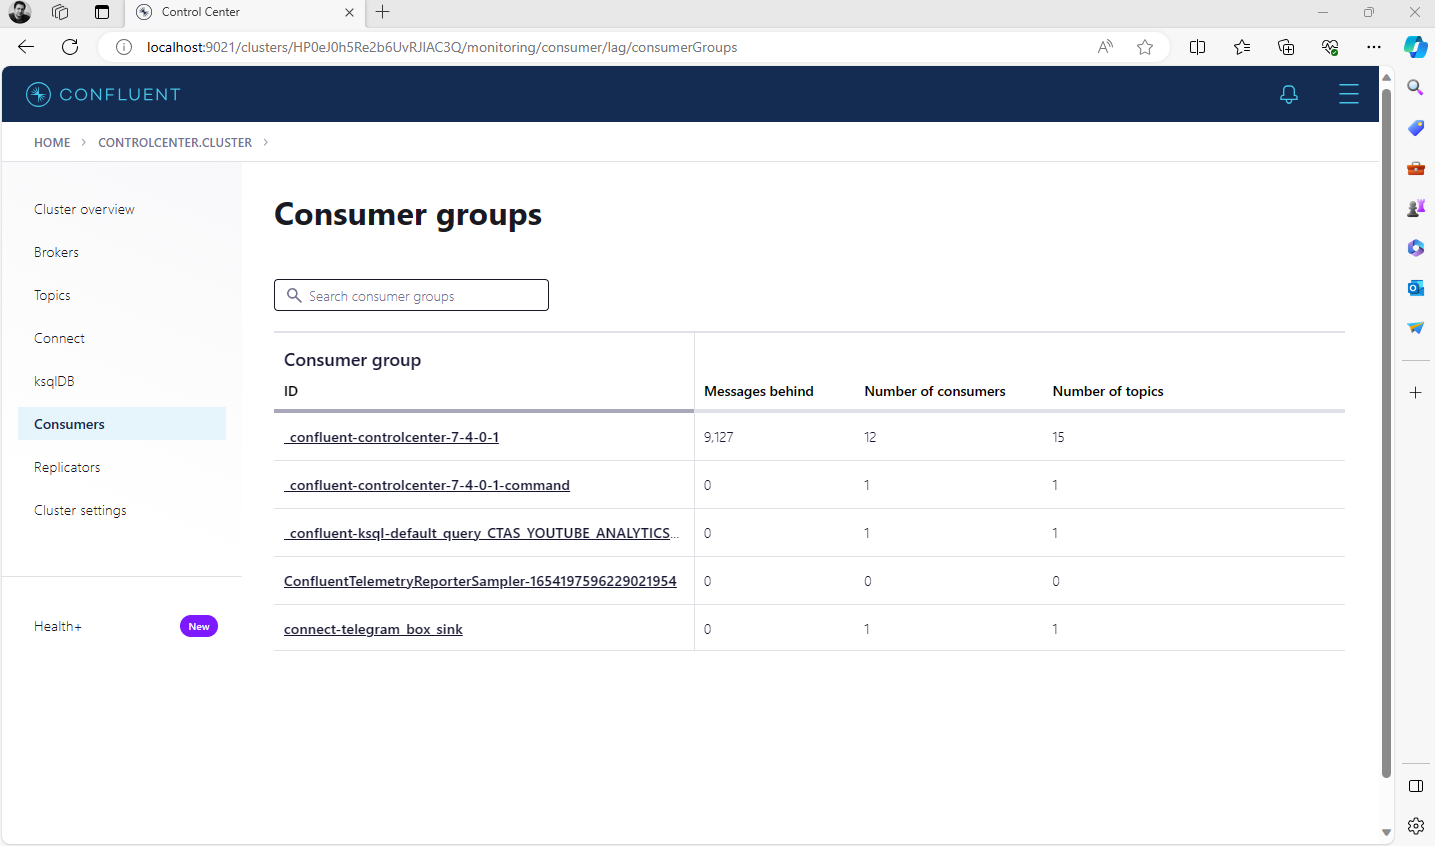 Control Center
localhost:9021/clusters/HP0eJ0h5Re2b6UvRJlAC3Q/monitoring/consumer/lag/consumerGroups
CONFLUENT
HOME > CONTROLCENTER.CLUSTER >
Cluster overview
Brokers
Topics
Connect
ksqlDB
Consumers
Replicators
Cluster settings
Health+ New
Consumer groups
Search consumer groups
Consumer group
ID Messages behind Number of consumers Number of topics
_confluent-controlcenter-7-4-0-1 9,127 12 15
_confluent-controlcenter-7-4-0-1-command 0 1 1
_confluent-ksql-default_query_CTAS_YOUTUBE_ANALYTICS... 0 1 1
ConfluentTelemetryReporterSampler-1654197596229021954 0 0 0
connect-telegram_box_sink 0 1 1